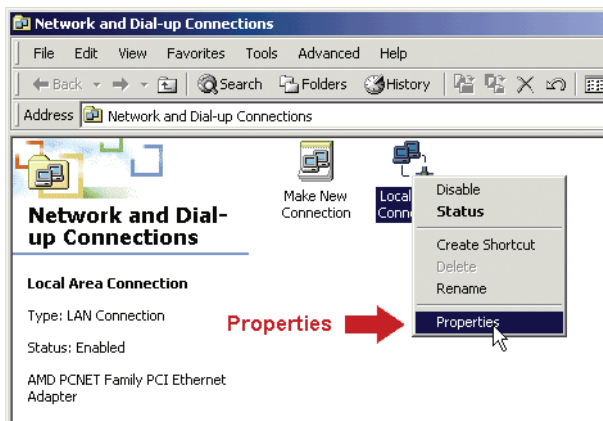 Network and Dial-up Connections
File Edit View Favorites Tools Advanced Help
Back Search Folders History
Address Network and Dial-up Connections
Network and Dial-
up Connections
Local Area Connection
Type: LAN Connection
Status: Enabled
AMD PCNET Family PCI Ethernet
Adapter
Make New
Connection
Local
Conn
Disable
Status
Create Shortcut
Delete
Rename
Properties
Properties